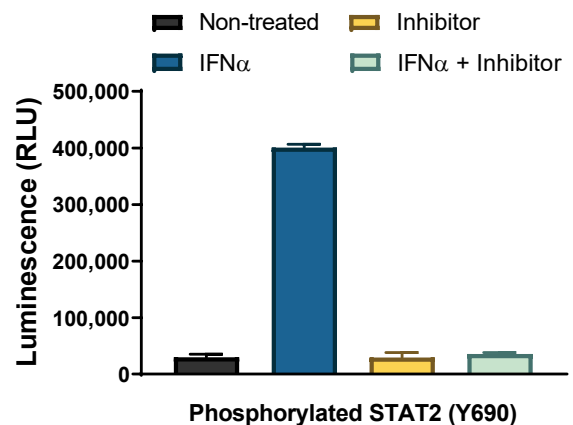 Non-treated
Inhibitor
IFNα
IFNα + Inhibitor
Luminescence (RLU)
500,000
400,000
300,000
200,000
100,000
0
Phosphorylated STAT2 (Y690)